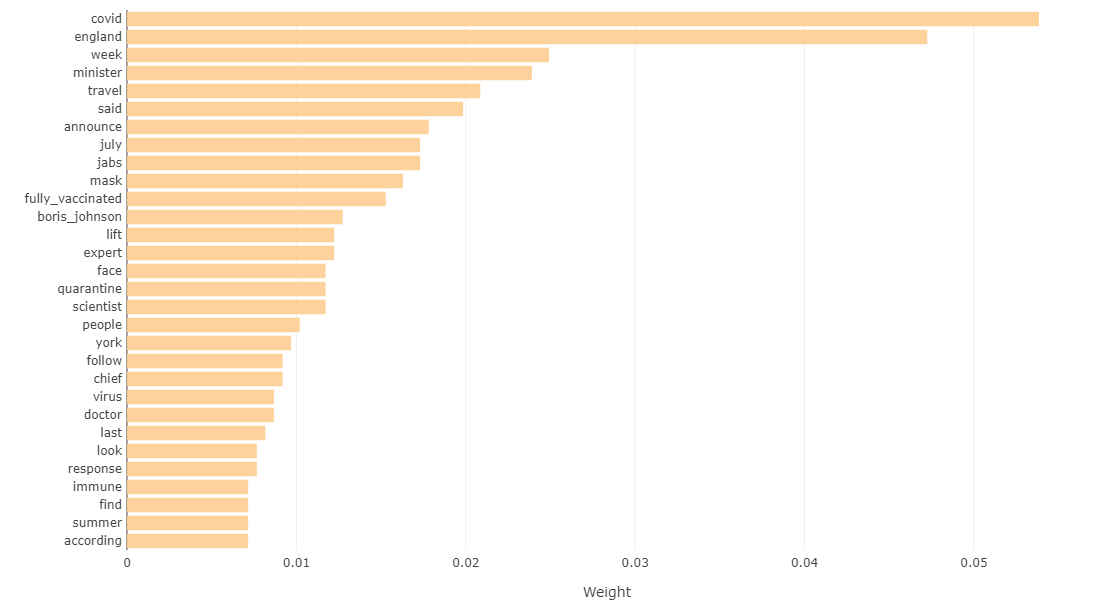 covid
england
week
minister
travel
said
announce
july
jabs
mask
fully_vaccinated
boris_johnson
lift
expert
face
quarantine
scientist
people
york
follow
chief
virus
doctor
last
look
response
immune
find
summer
according
0 0.01 0.02 0.03 0.04 0.05
Weight